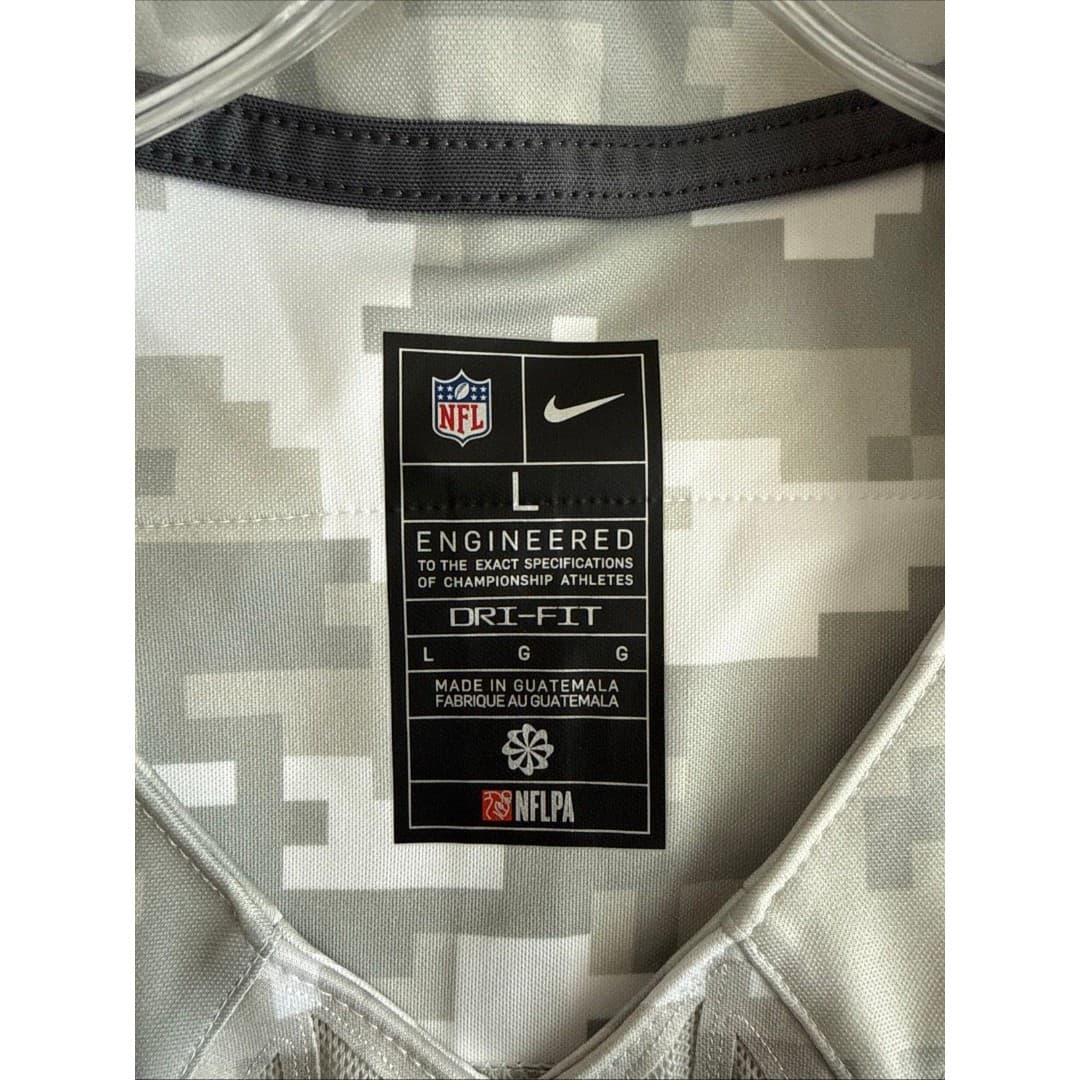 NFL
L
ENGINEERED
TO THE EXACT SPECIFICATIONS
OF CHAMPIONSHIP ATHLETES
DRI-FIT
L G G
MADE IN GUATEMALA
FABRIQUE AU GUATEMALA
NFLPA